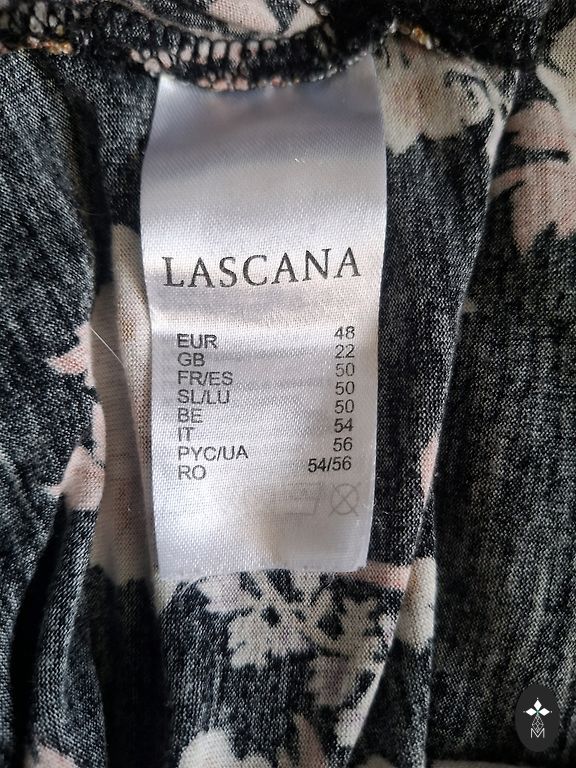 LASCANA
EUR 48
GB 22
FR/ES 50
SL/LU 50
BE 50
IT 54
PYC/UA 56
RO 54/56